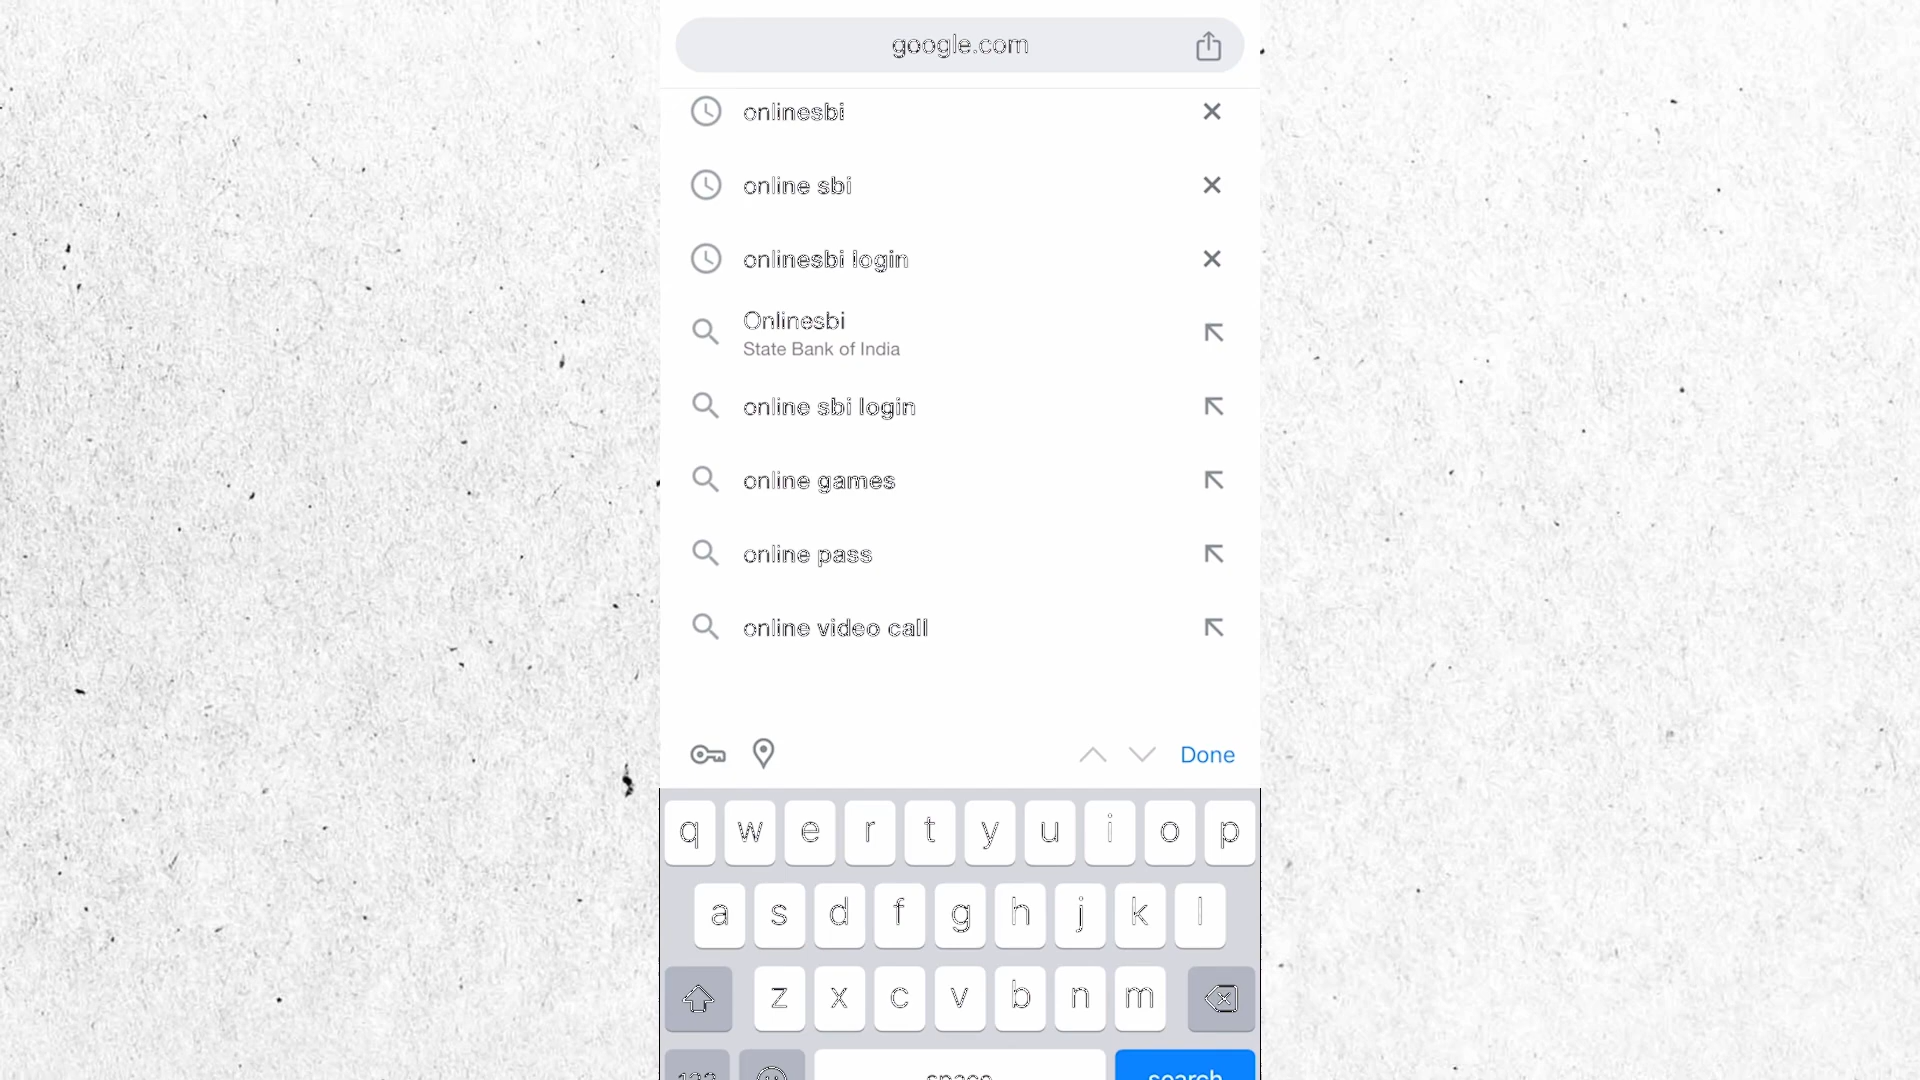 google.com
onlinesbi
online sbi
onlinesbi login
Onlinesbi
State Bank of India
online sbi login
online games
online pass
online video call
Done
q w e r t y u i o p
a s d f g h j k l
z x c v b n m
123 space search